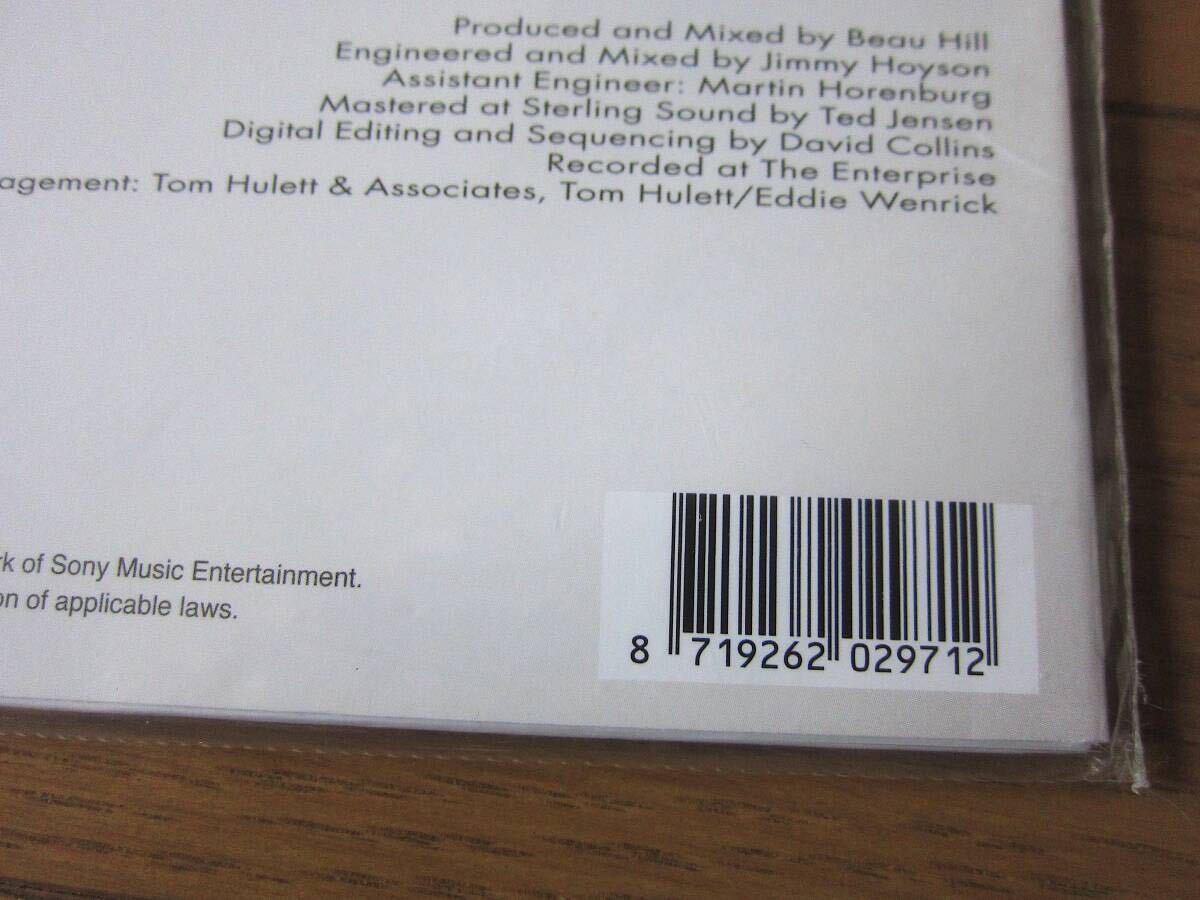 Produced and Mixed by Beau Hill
Engineered and Mixed by Jimmy Hoyson
Assistant Engineer: Martin Horenburg
Mastered at Sterling Sound by Ted Jensen
Digital Editing and Sequencing by David Collins
Recorded at The Enterprise
agement: Tom Hulett & Associates, Tom Hulett/Eddie Wenrick
rk of Sony Music Entertainment.
on of applicable laws.
8 719262 029712